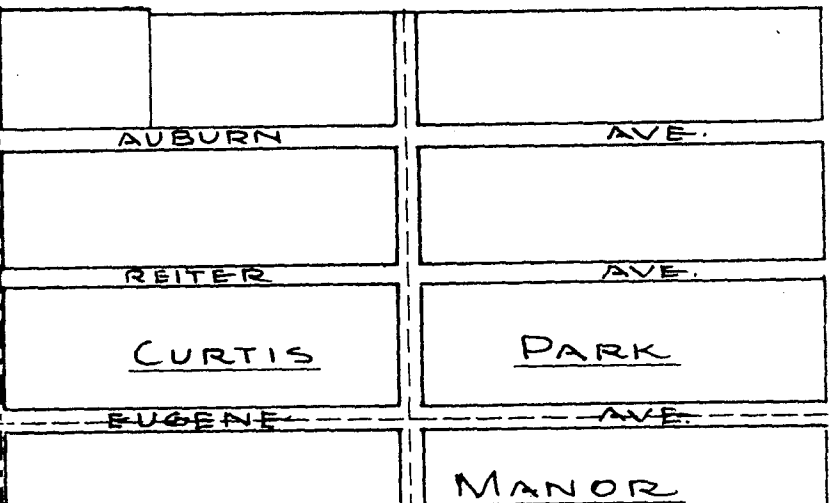 AUBURN AVE.
REITER AVE.
CURTIS PARK
EUGENE AVE.
MANOR